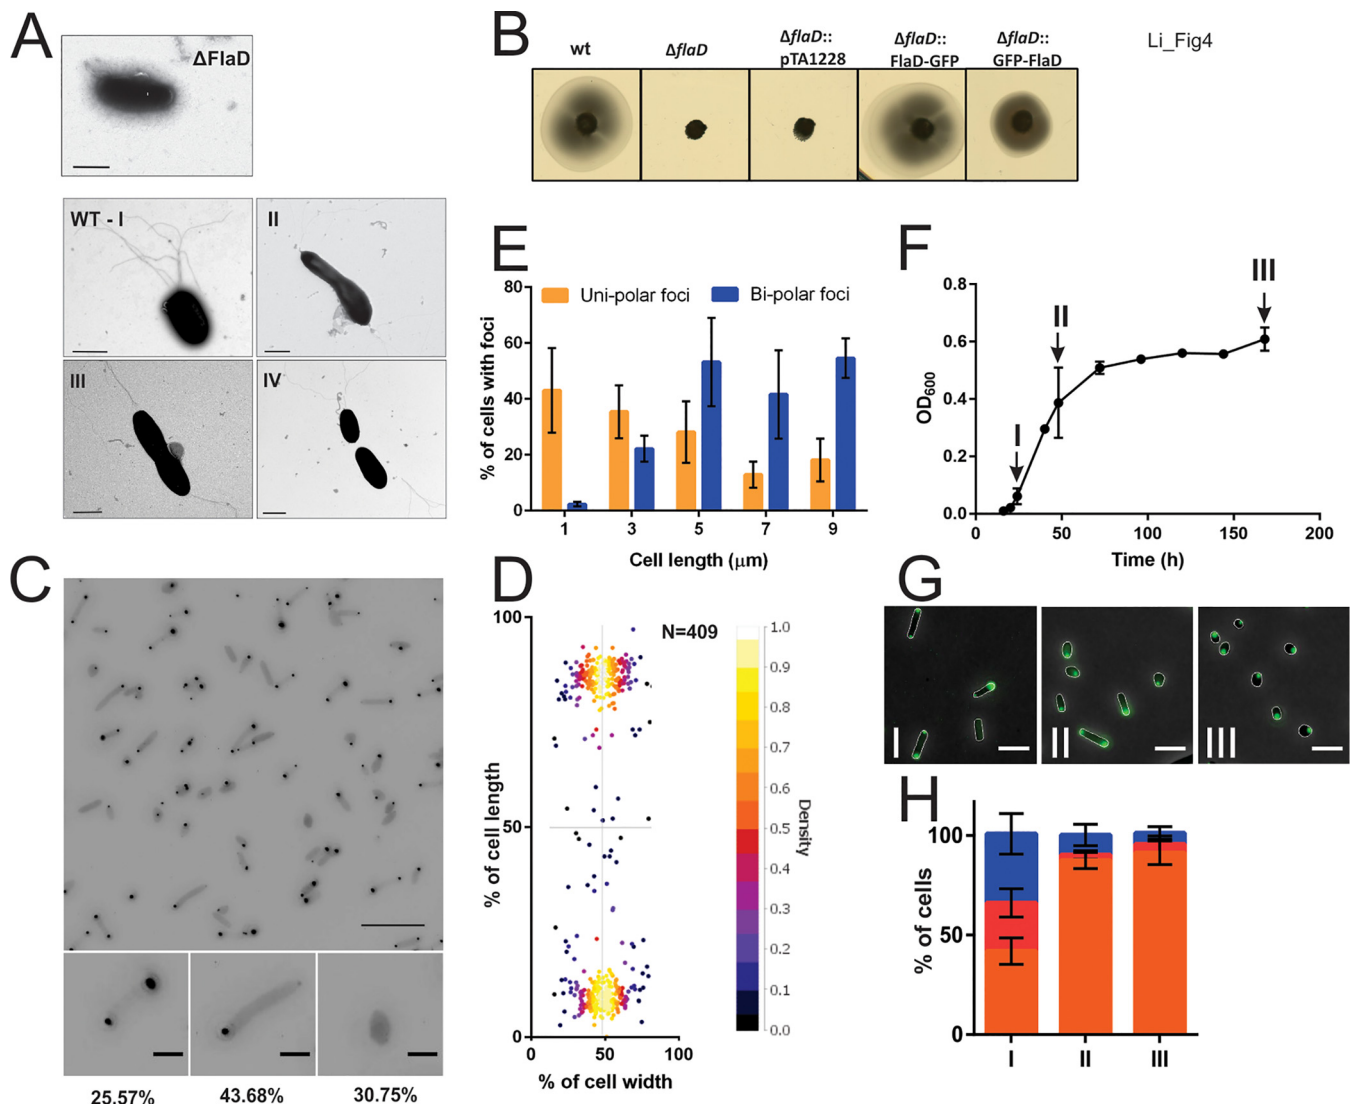 A
ΔFlaD
WT - I
II
III
IV
B
wt
ΔflaD
ΔflaD::
pTA1228
ΔflaD::
FlaD-GFP
ΔflaD::
GFP-FlaD
Li_Fig4
E
Uni-polar foci
Bi-polar foci
% of cells with foci
80
60
40
20
0
1
3
5
7
9
Cell length (μm)
F
I
II
III
OD600
0.8
0.6
0.4
0.2
0.0
0
50
100
150
200
Time (h)
C
25.57%
43.68%
30.75%
D
N=409
% of cell length
100
50
0
0
50
100
% of cell width
1.0
0.9
0.8
0.7
0.6
0.5
0.4
0.3
0.2
0.1
0.0
Density
G
I
II
III
H
% of cells
100
50
0
I
II
III